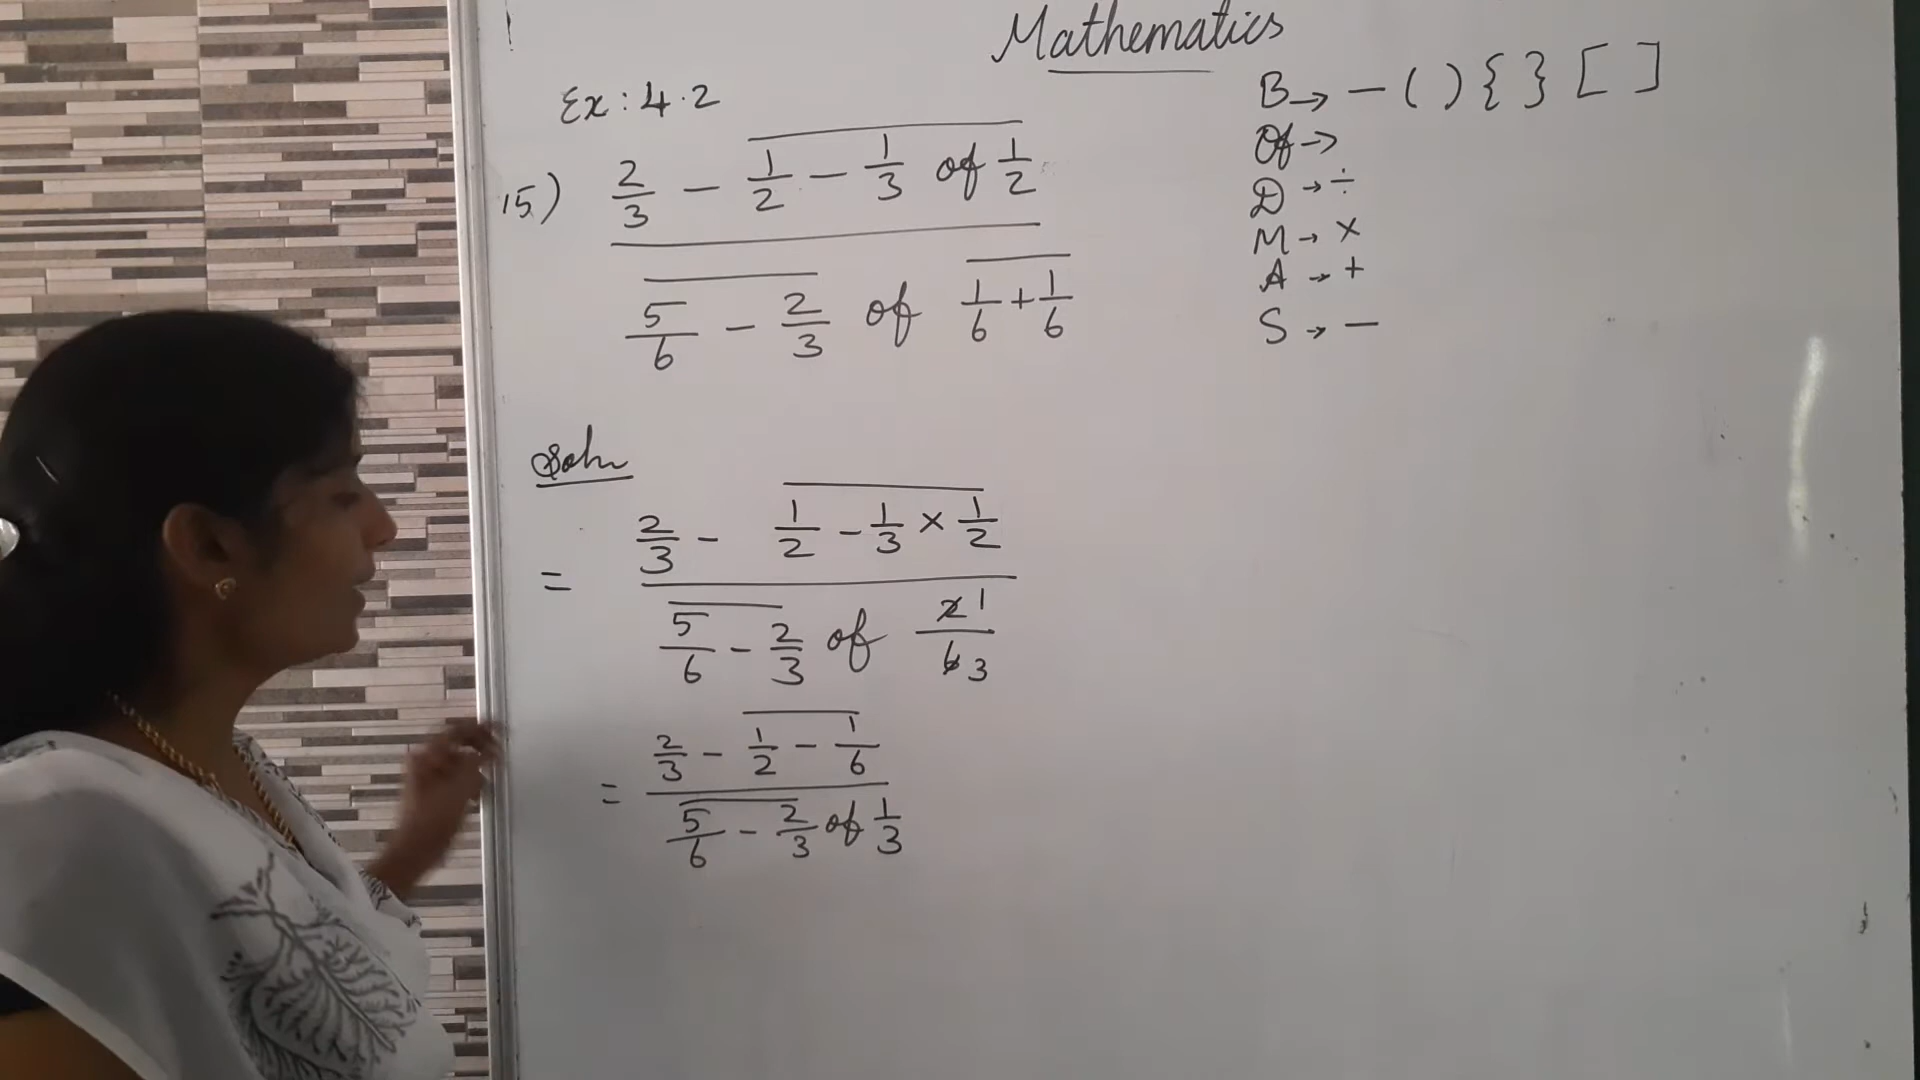 Mathematics
Ex: 4.2
15) 2/3 - 1/2 - 1/3 of 1/2
5/6 - 2/3 of 1/6 + 1/6
B → — ( ) { } [ ]
Of →
D → ÷
M → ×
A → +
S → —
Soln
= 2/3 - 1/2 - 1/3 × 1/2
5/6 - 2/3 of 2 1/6 3
= 2/3 - 1/2 - 1/6
5/6 - 2/3 of 1/3